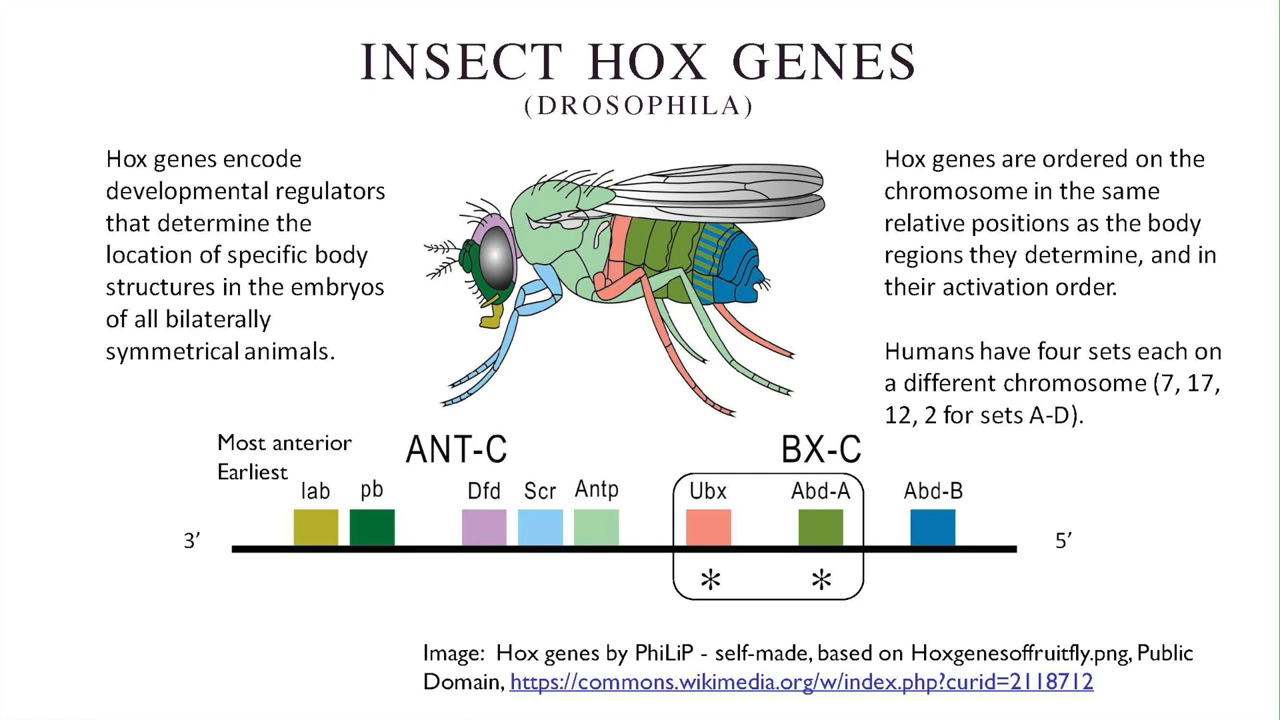 INSECT HOX GENES
(DROSOPHILA)
Hox genes encode
developmental regulators
that determine the
location of specific body
structures in the embryos
of all bilaterally
symmetrical animals.
Hox genes are ordered on the
chromosome in the same
relative positions as the body
regions they determine, and in
their activation order.
Humans have four sets each on
a different chromosome (7, 17,
12, 2 for sets A-D).
Most anterior
Earliest
ANT-C
BX-C
lab pb Dfd Scr Antp Ubx Abd-A Abd-B
3’ 5’
* *
Image: Hox genes by PhiLiP - self-made, based on Hoxgenesoffruitfly.png, Public
Domain, https://commons.wikimedia.org/w/index.php?curid=2118712